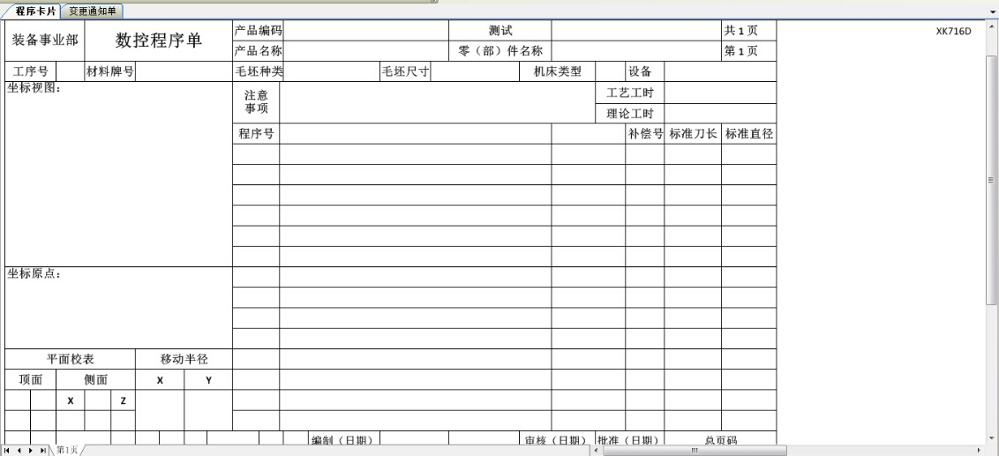 程序卡片 变更通知单
装备事业部 数控程序单 产品编码 测试 共 1 页 XK716D
产品名称 零（部）件名称 第 1 页
工序号 材料牌号 毛坯种类 毛坯尺寸 机床类型 设备
坐标视图： 注意事项 工艺工时
理论工时
程序号 补偿号 标准刀长 标准直径
坐标原点：
平面校表 移动半径
顶面 侧面 X Y
X Z
编制（日期） 审核（日期） 批准（日期） 总页码
第1页